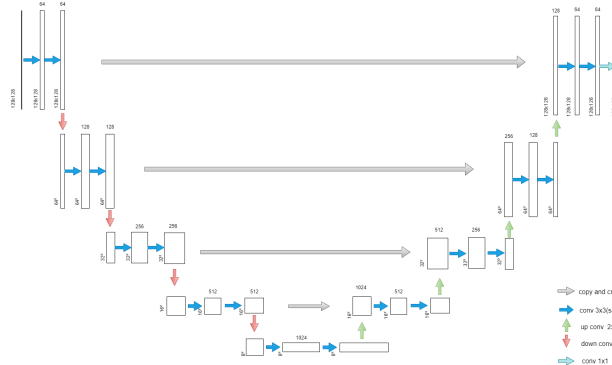 64 64
128x128 128x128 128x128
128 64 64
128x128 128x128 128x128
128 128
64² 64² 64²
256 128
64² 64² 64²
256 256
32² 32² 32²
512 256
32² 32² 32²
512 512
16² 16² 16²
1024 512
16² 16² 16²
1024
8² 8² 8²
copy and
conv 3x3(s
up conv 2
down conv
conv 1x1